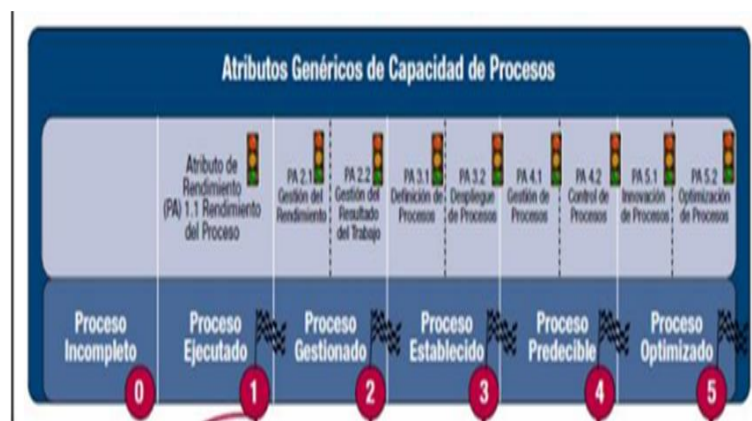 Atributos Genéricos de Capacidad de Procesos
Atributo de
Rendimiento
(PA) 1.1 Rendimiento
del Proceso
PA 2.1
Gestión del
Rendimiento
PA 2.2
Gestión del
Resultado
del Trabajo
PA 3.1
Definición de
Procesos
PA 3.2
Despliegue
de Procesos
PA 4.1
Gestión de
Procesos
PA 4.2
Control de
Procesos
PA 5.1
Innovación
de Procesos
PA 5.2
Optimización
de Procesos
Proceso
Incompleto
0
Proceso
Ejecutado
1
Proceso
Gestionado
2
Proceso
Establecido
3
Proceso
Predecible
4
Proceso
Optimizado
5